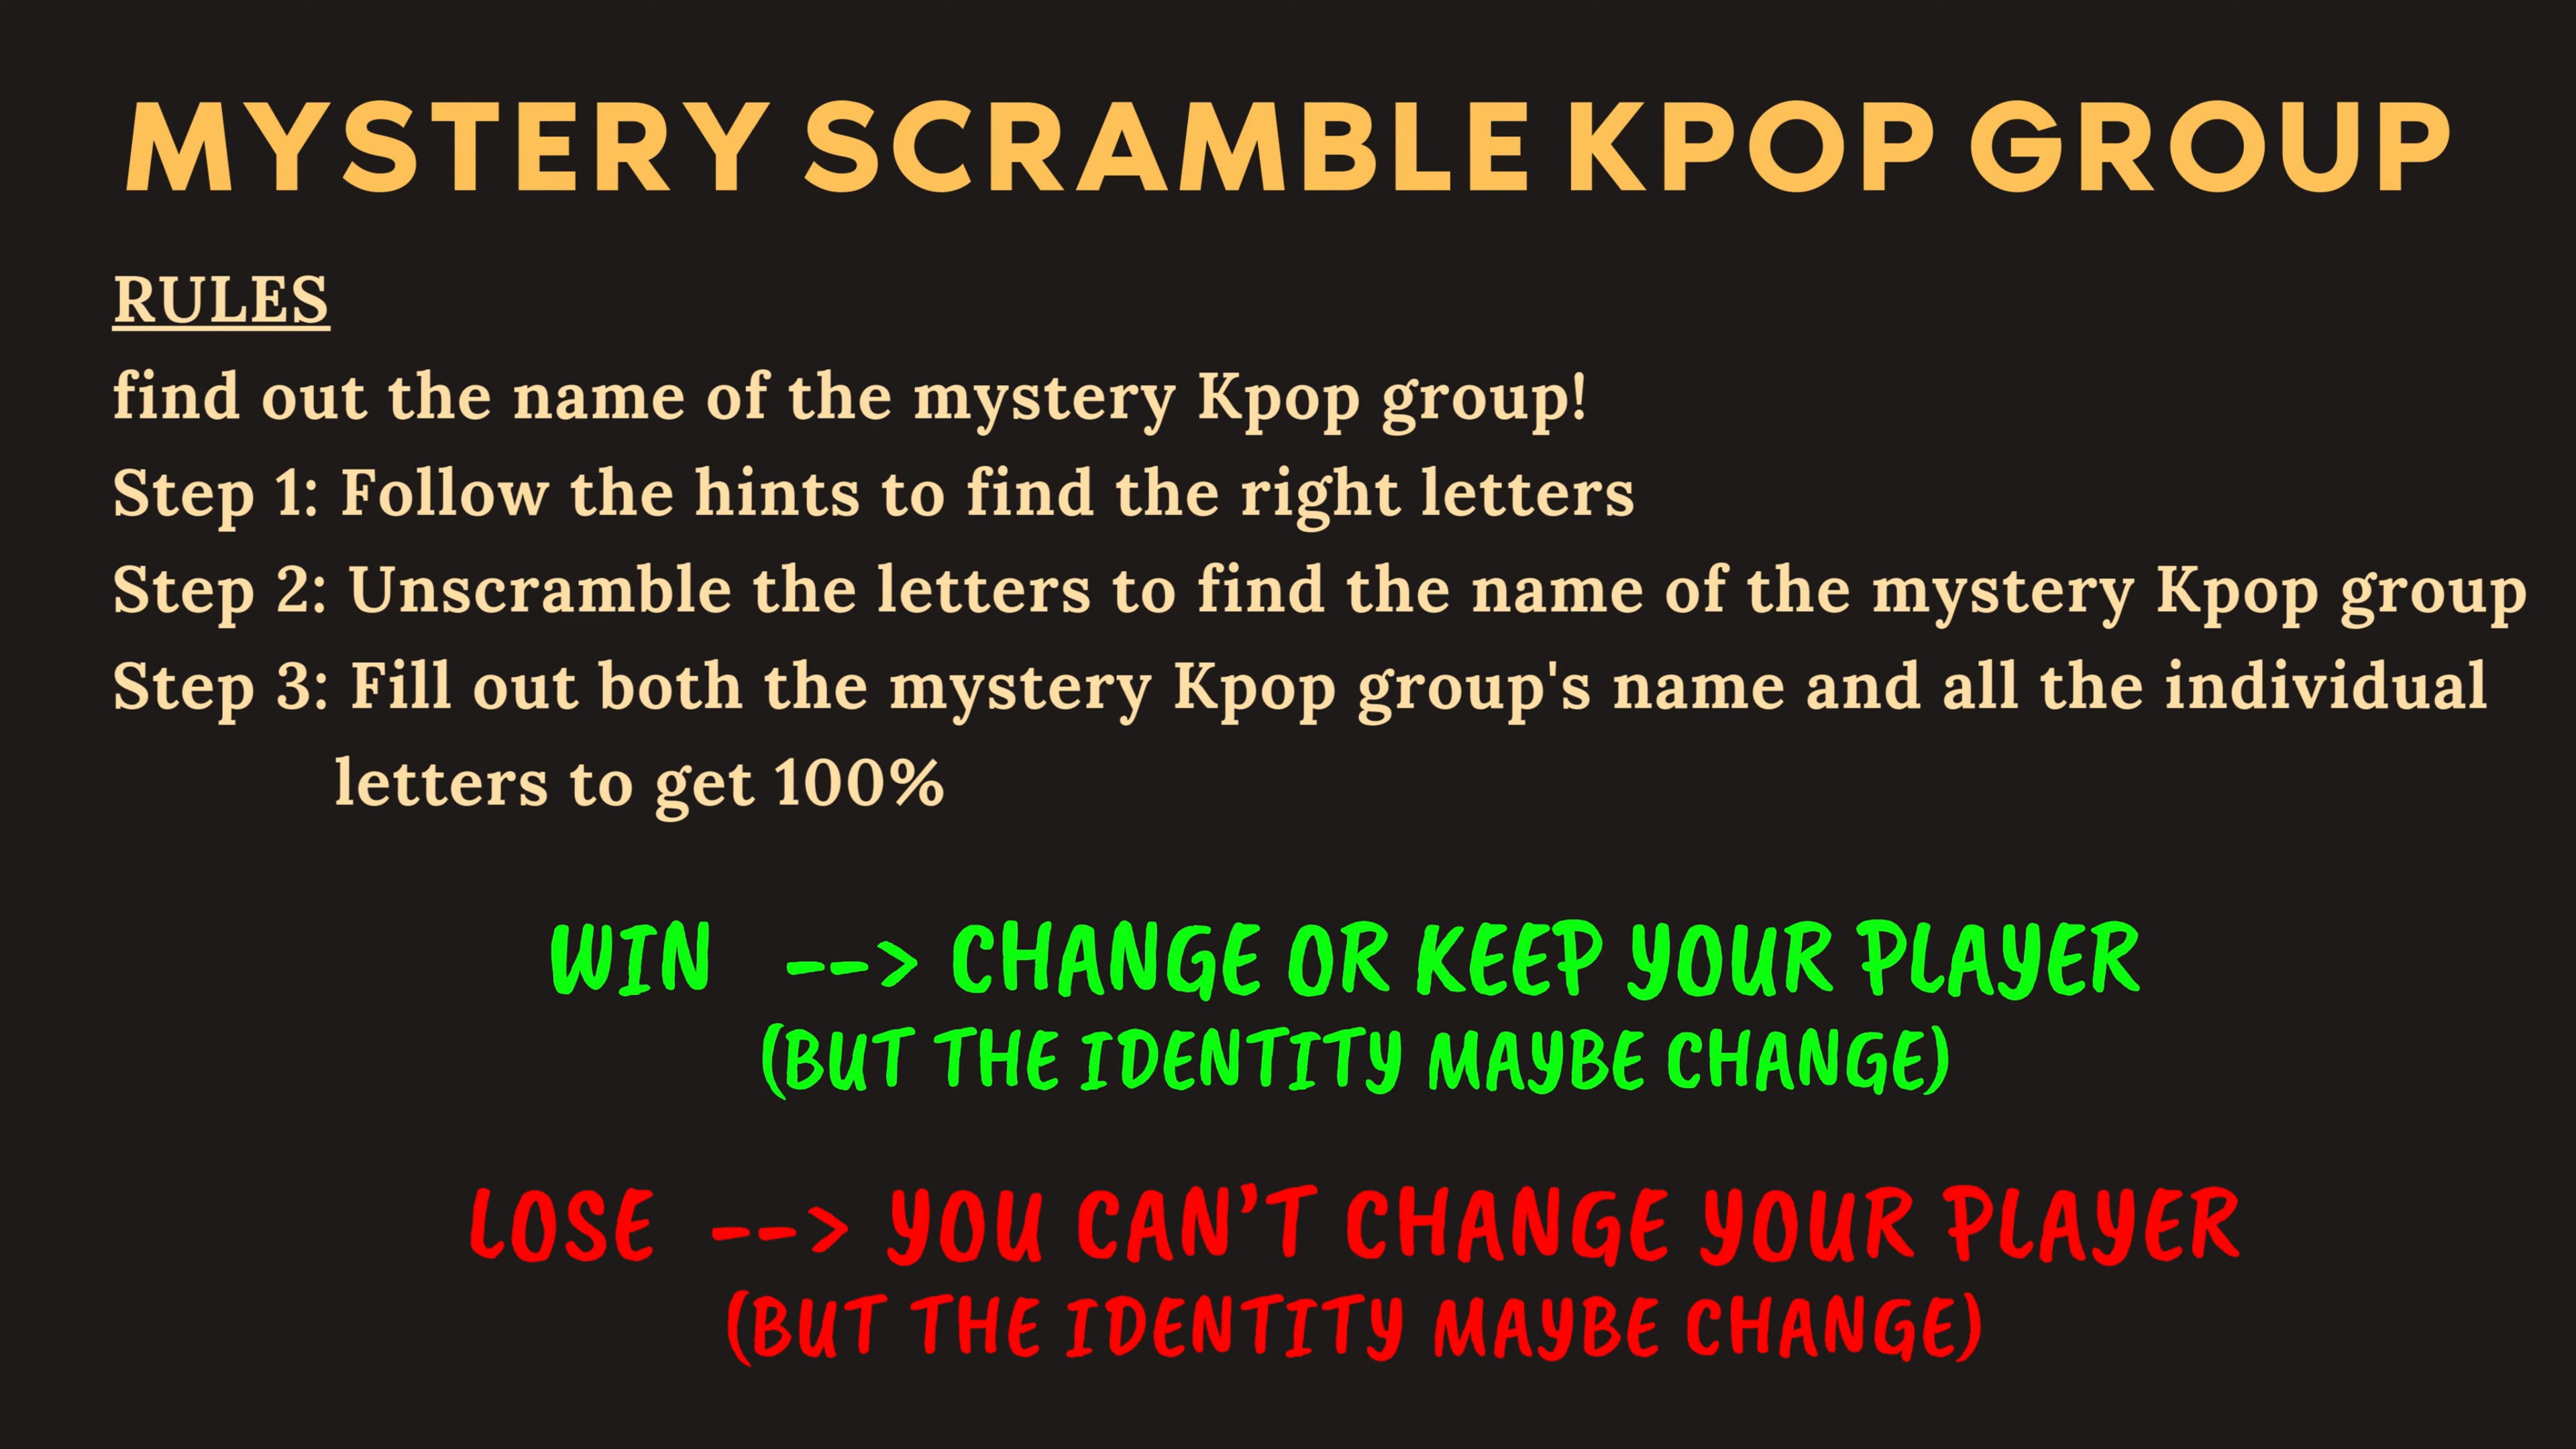 MYSTERY SCRAMBLE KPOP GROUP
RULES
find out the name of the mystery Kpop group!
Step 1: Follow the hints to find the right letters
Step 2: Unscramble the letters to find the name of the mystery Kpop group
Step 3: Fill out both the mystery Kpop group's name and all the individual
letters to get 100%
WIN --> CHANGE OR KEEP YOUR PLAYER
(BUT THE IDENTITY MAYBE CHANGE)
LOSE --> YOU CAN'T CHANGE YOUR PLAYER
(BUT THE IDENTITY MAYBE CHANGE)